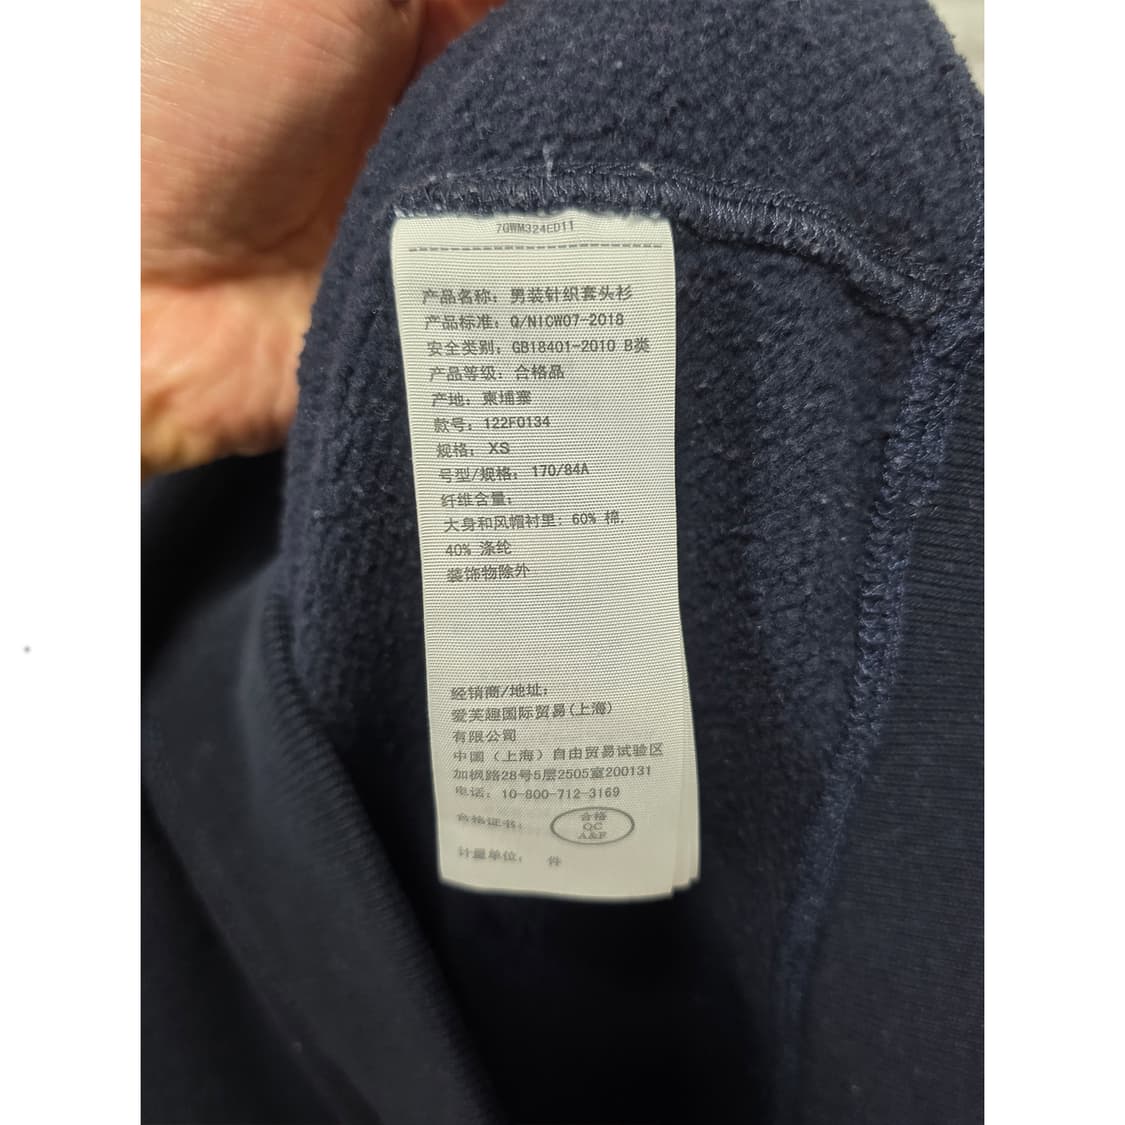 7GWM324ED11
产品名称：男装针织套头衫
产品标准：Q/NICW07-2018
安全类别：GB18401-2010 B类
产品等级：合格品
产地：柬埔寨
款号：122F0134
规格：XS
号型/规格：170/84A
纤维含量：
大身和风帽衬里：60% 棉,
40% 涤纶
装饰物除外
经销商/地址：
爱芙趣国际贸易(上海)
有限公司
中国（上海）自由贸易试验区
加枫路28号5层2505室200131
电话：10-800-712-3169
合格证书：
合格
QC
A&F
计量单位： 件